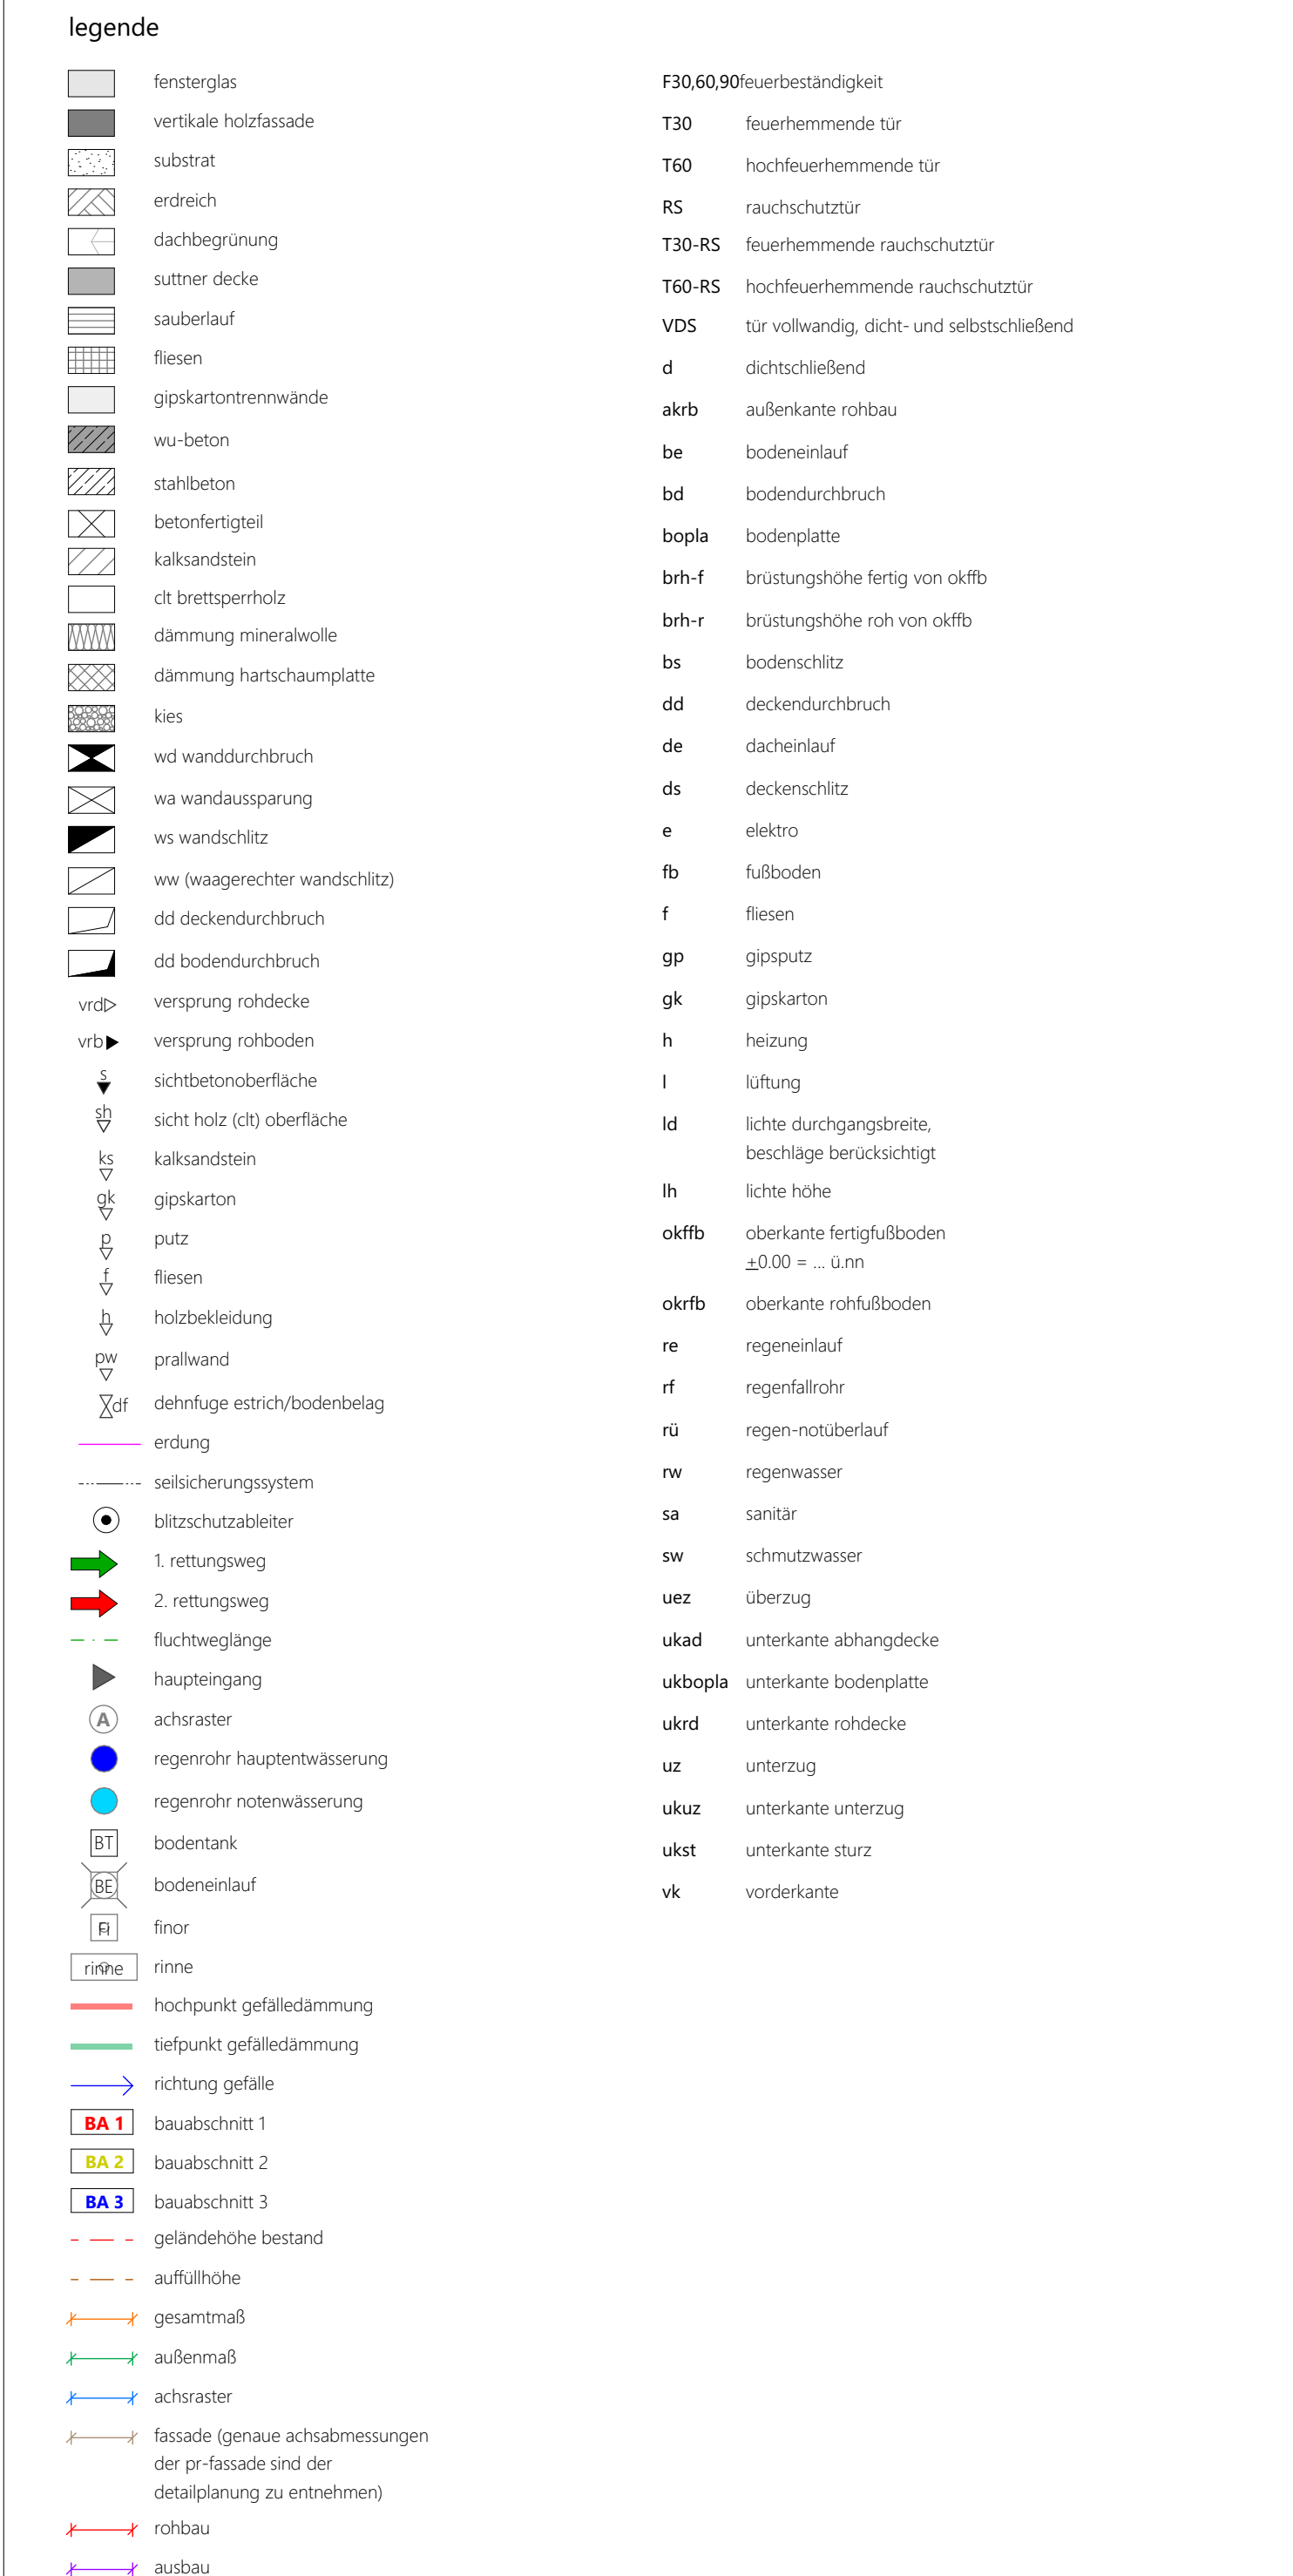 legende
fensterglas
vertikale holzfassade
substrat
erdreich
dachbegrünung
suttner decke
sauberlauf
fliesen
gipskartontrennwände
wu-beton
stahlbeton
betonfertigteil
kalksandstein
clt brettsperrholz
dämmung mineralwolle
dämmung hartschaumplatte
kies
wd wanddurchbruch
wa wandaussparung
ws wandschlitz
ww (waagerechter wandschlitz)
dd deckendurchbruch
dd bodendurchbruch
vrd versprung rohdecke
vrb versprung rohboden
s sichtbetonoberfläche
sh sicht holz (clt) oberfläche
ks kalksandstein
gk gipskarton
p putz
f fliesen
h holzbekleidung
pw prallwand
df dehnfuge estrich/bodenbelag
erdung
seilsicherungssystem
blitzschutzableiter
1. rettungsweg
2. rettungsweg
fluchtweglänge
haupteingang
A achsraster
regenrohr hauptentwässerung
regenrohr notenwässerung
BT bodentank
BE bodeneinlauf
Fi finor
rinne rinne
hochpunkt gefälledämmung
tiefpunkt gefälledämmung
richtung gefälle
BA 1 bauabschnitt 1
BA 2 bauabschnitt 2
BA 3 bauabschnitt 3
geländehöhe bestand
auffüllhöhe
gesamtmaß
außenmaß
achsraster
fassade (genaue achsabmessungen
der pr-fassade sind der
detailplanung zu entnehmen)
rohbau
ausbau
F30,60,90feuerbeständigkeit
T30 feuerhemmende tür
T60 hochfeuerhemmende tür
RS rauchschutztür
T30-RS feuerhemmende rauchschutztür
T60-RS hochfeuerhemmende rauchschutztür
VDS tür vollwandig, dicht- und selbstschließend
d dichtschließend
akrb außenkante rohbau
be bodeneinlauf
bd bodendurchbruch
bopla bodenplatte
brh-f brüstungshöhe fertig von okffb
brh-r brüstungshöhe roh von okffb
bs bodenschlitz
dd deckendurchbruch
de dacheinlauf
ds deckenschlitz
e elektro
fb fußboden
f fliesen
gp gipsputz
gk gipskarton
h heizung
l lüftung
ld lichte durchgangsbreite,
beschläge berücksichtigt
lh lichte höhe
okffb oberkante fertigfußboden
±0.00 = ... ü.nn
okrfb oberkante rohfußboden
re regeneinlauf
rf regenfallrohr
rü regen-notüberlauf
rw regenwasser
sa sanitär
sw schmutzwasser
uez überzug
ukad unterkante abhangdecke
ukbopla unterkante bodenplatte
ukrd unterkante rohdecke
uz unterzug
ukuz unterkante unterzug
ukst unterkante sturz
vk vorderkante